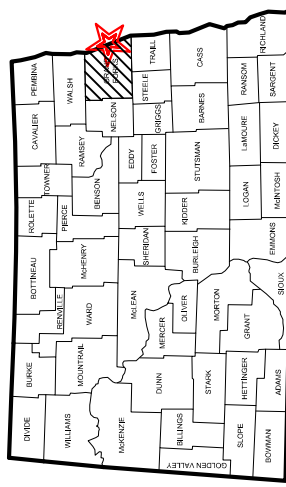 PEMBINA
CAVALIER
TOWNER
ROLETTE
BOTTINEAU
RENVILLE
BURKE
DIVIDE
WALSH
RAMSEY
PIERCE
BENSON
McHENRY
WARD
MOUNTRAIL
WILLIAMS
GRAND
FORKS
NELSON
TRAILL
STEELE
GRIGGS
EDDY
FOSTER
WELLS
SHERIDAN
McLEAN
MERCER
OLIVER
DUNN
McKENZIE
CASS
BARNES
STUTSMAN
KIDDER
BURLEIGH
MORTON
STARK
BILLINGS
GOLDEN VALLEY
RICHLAND
RANSOM
SARGENT
LaMOURE
DICKEY
LOGAN
McINTOSH
EMMONS
SIOUX
GRANT
HETTINGER
ADAMS
SLOPE
BOWMAN